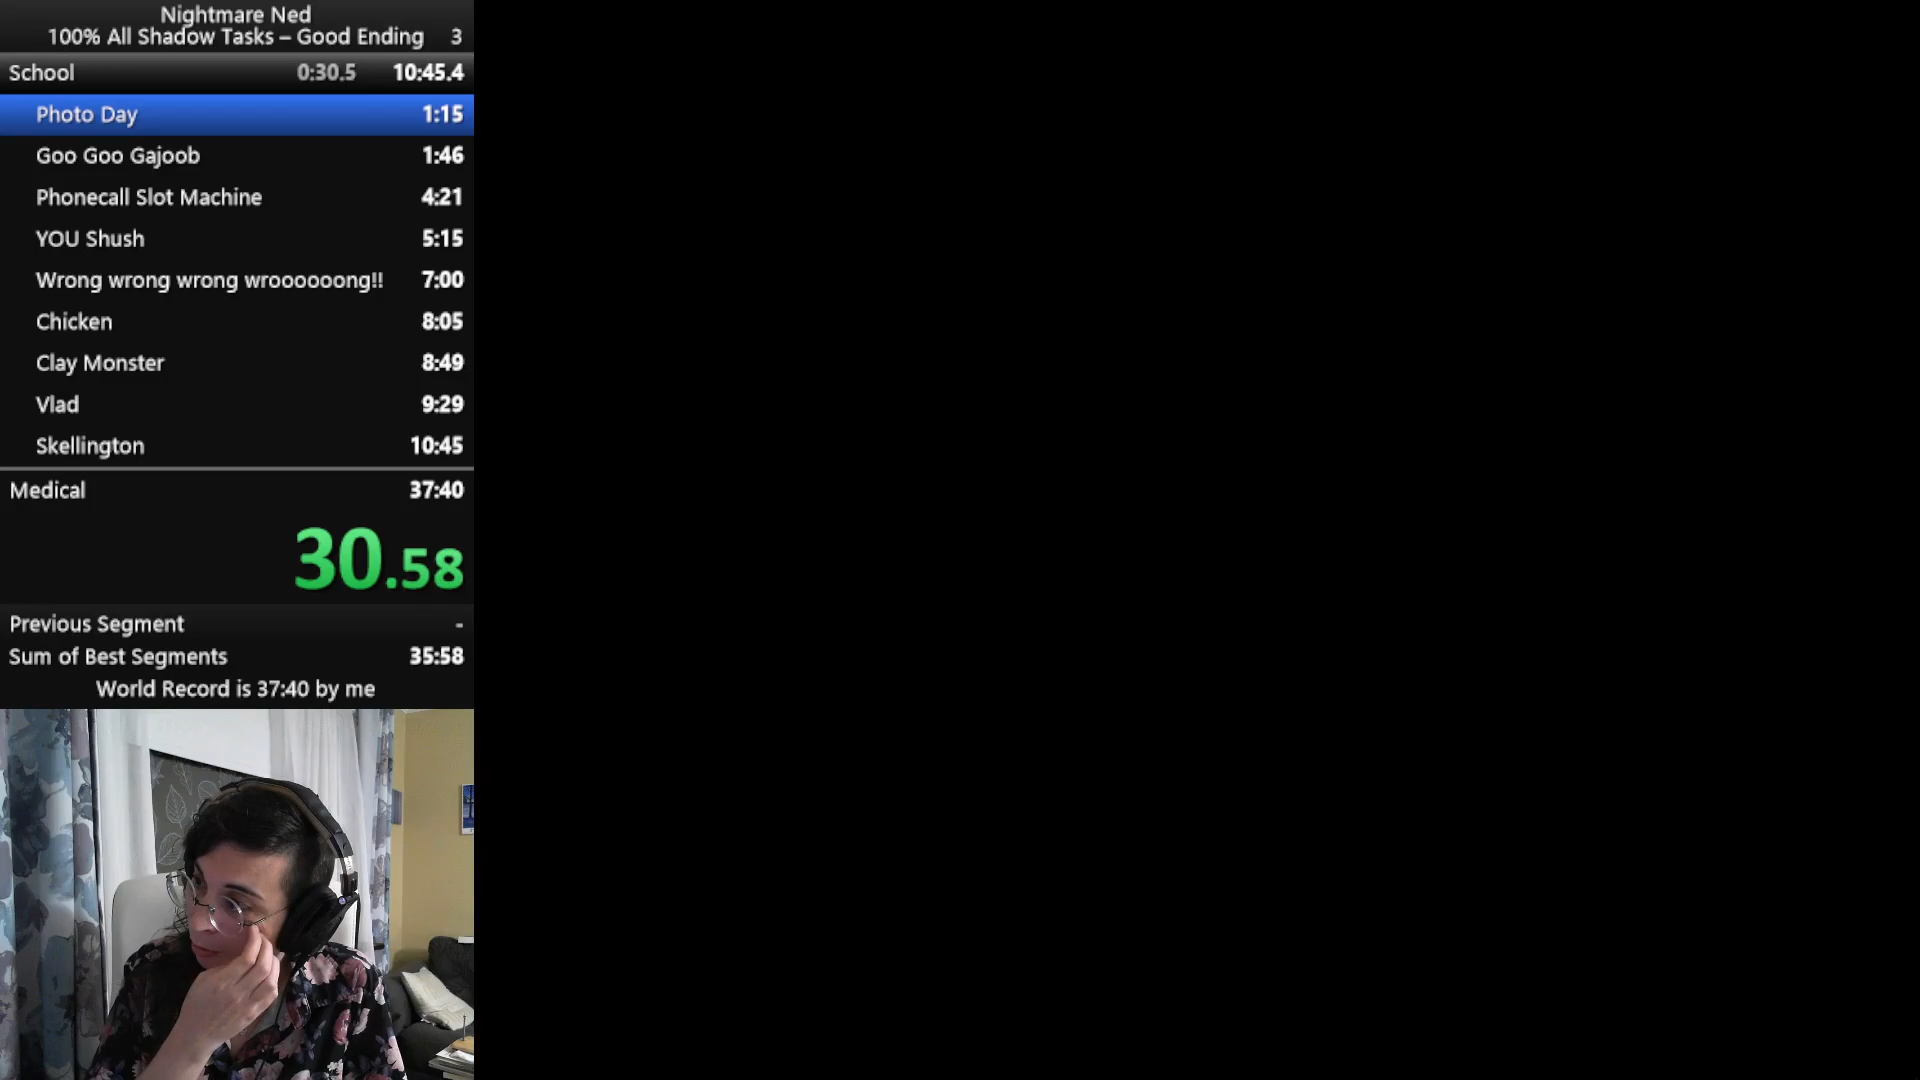 Nightmare Ned
100% All Shadow Tasks – Good Ending 3
School 0:30.5 10:45.4
Photo Day 1:15
Goo Goo Gajoob 1:46
Phonecall Slot Machine 4:21
YOU Shush 5:15
Wrong wrong wrong wroooooong!! 7:00
Chicken 8:05
Clay Monster 8:49
Vlad 9:29
Skellington 10:45
Medical 37:40
30.58
Previous Segment -
Sum of Best Segments 35:58
World Record is 37:40 by me